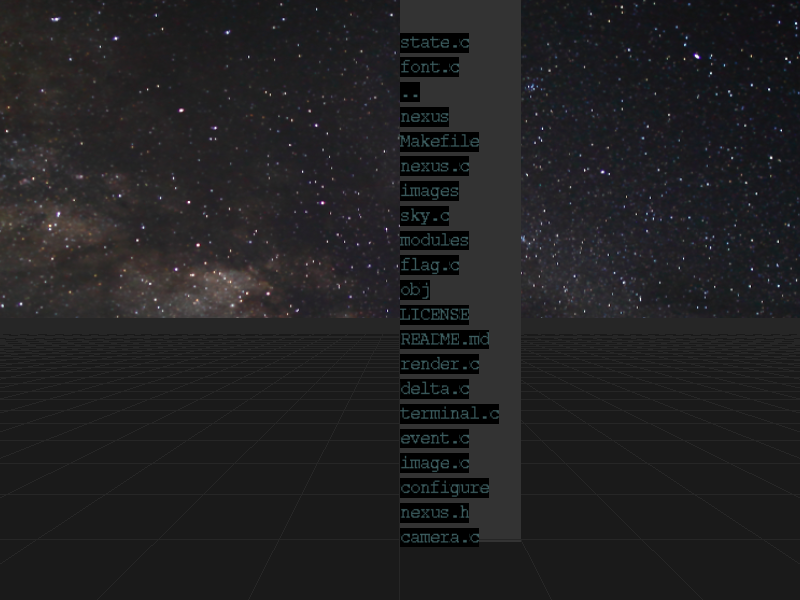 state.c
font.c
..
nexus
Makefile
nexus.c
images
sky.c
modules
flag.c
obj
LICENSE
README.md
render.c
delta.c
terminal.c
event.c
image.c
configure
nexus.h
camera.c